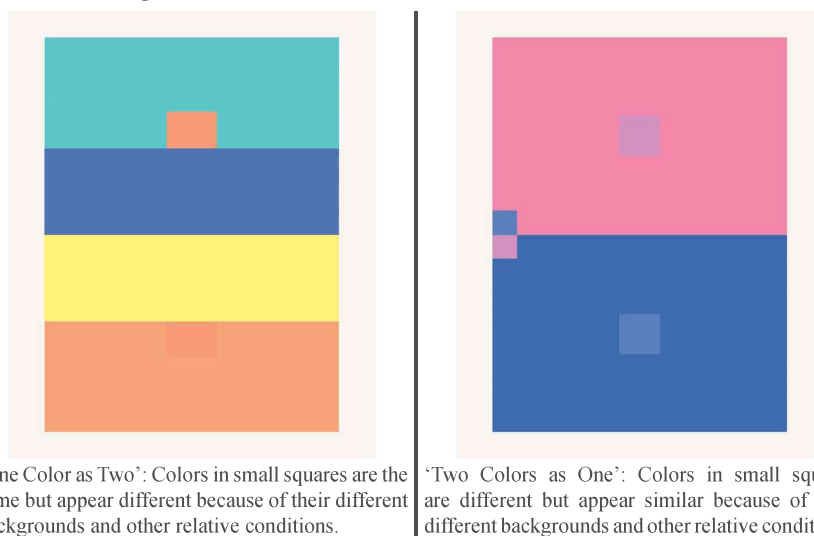 ne Color as Two’: Colors in small squares are the
me but appear different because of their different
ckgrounds and other relative conditions.
‘Two Colors as One’: Colors in small squ
are different but appear similar because of
different backgrounds and other relative condit